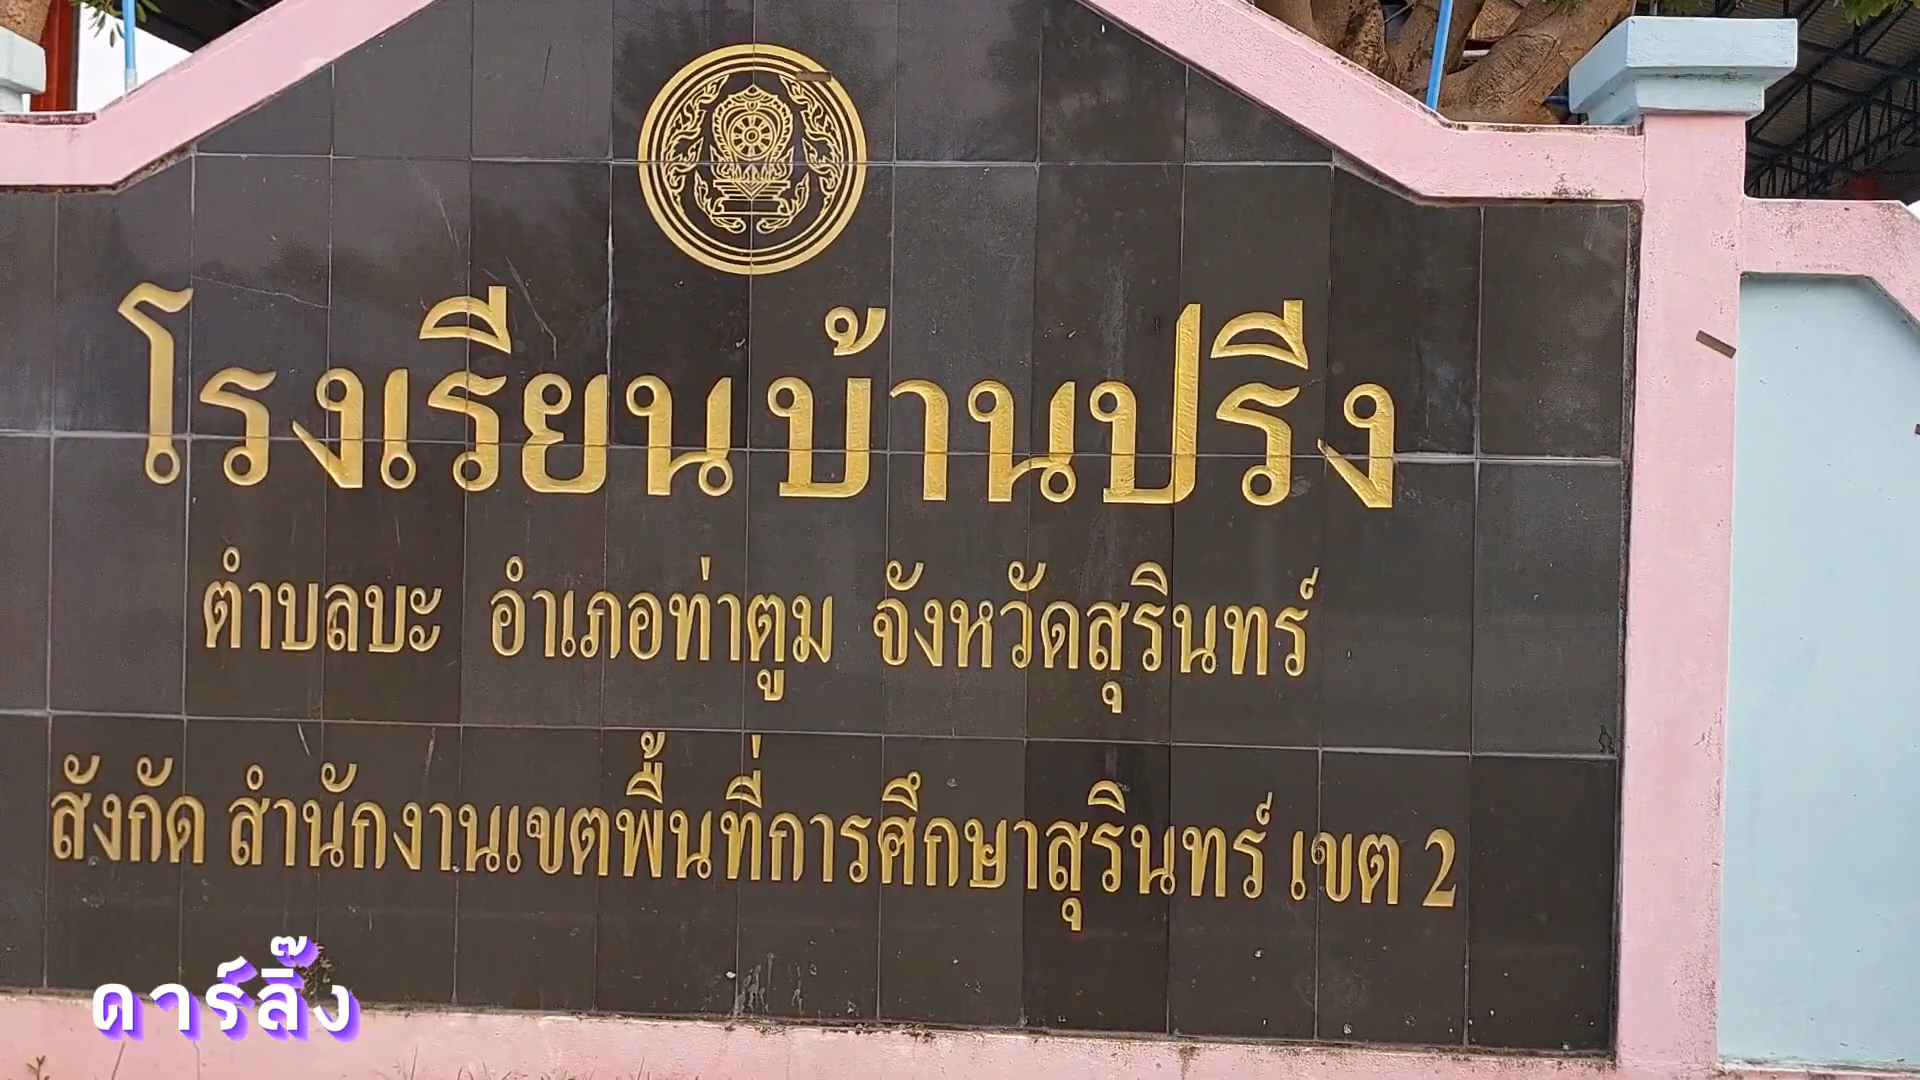 โรงเรียนบ้านปรีง
ตำบลบะ อำเภอท่าตูม จังหวัดสุรินทร์
สังกัด สำนักงานเขตพื้นที่การศึกษาสุรินทร์ เขต 2
ดาร์ลิ๊ง